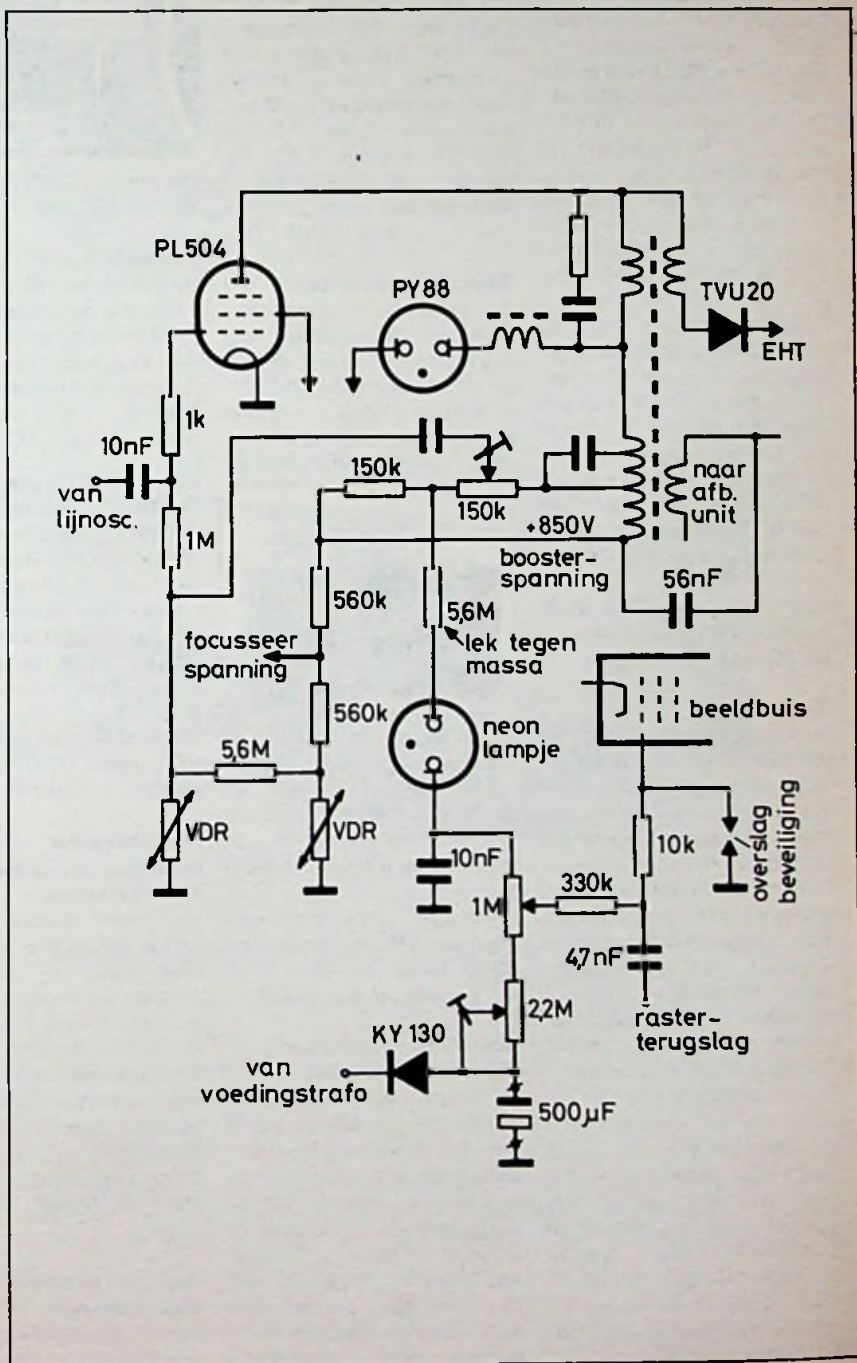 PL504
PY88
TVU20
EHT
1k
10nF
van
lijnosc.
1M
150k
150k
+850V
booster-
spanning
naar
afb.
unit
56nF
560k
focusseer
spanning
560k
5,6M
lek tegen
massa
neon
lampje
beeldbuis
5,6M
VDR
VDR
10nF
1M
330k
10k
overslag
beveiliging
4,7nF
raster-
terugslag
2,2M
KY 130
van
voedingstrafo
500µF